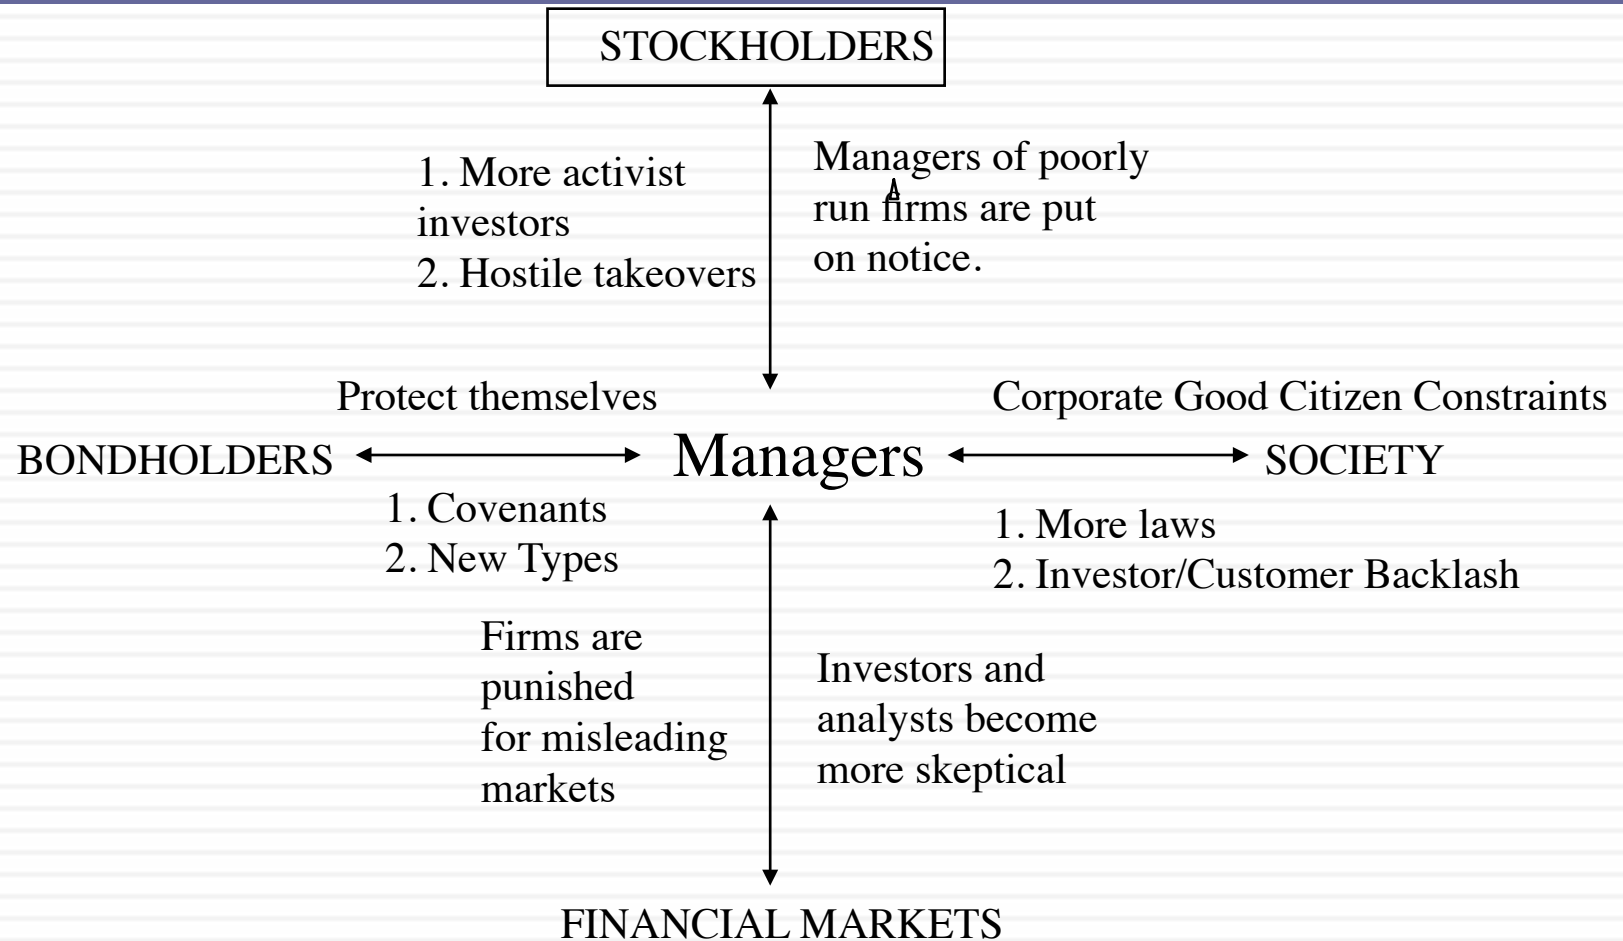 STOCKHOLDERS
1. More activist
investors
2. Hostile takeovers
Managers of poorly
run firms are put
on notice.
Protect themselves
Corporate Good Citizen Constraints
BONDHOLDERS
Managers
SOCIETY
1. Covenants
2. New Types
1. More laws
2. Investor/Customer Backlash
Firms are
punished
for misleading
markets
Investors and
analysts become
more skeptical
FINANCIAL MARKETS